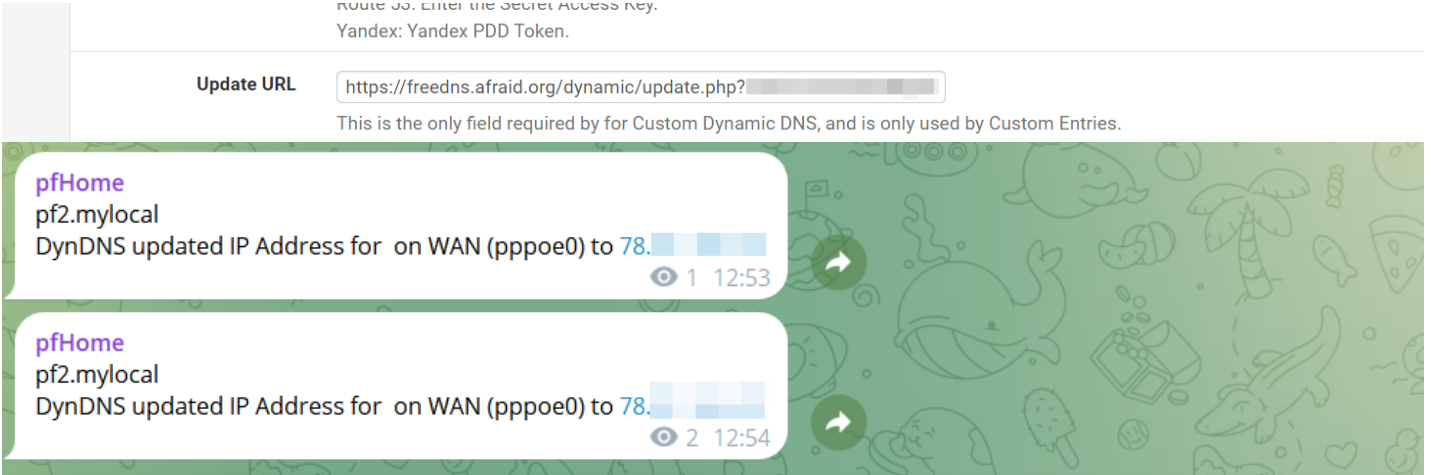 Route 53: Enter the Secret Access Key.
Yandex: Yandex PDD Token.
Update URL
https://freedns.afraid.org/dynamic/update.php?
This is the only field required by for Custom Dynamic DNS, and is only used by Custom Entries.
pfHome
pf2.mylocal
DynDNS updated IP Address for  on WAN (pppoe0) to 78.
1 12:53
pfHome
pf2.mylocal
DynDNS updated IP Address for  on WAN (pppoe0) to 78.
2 12:54